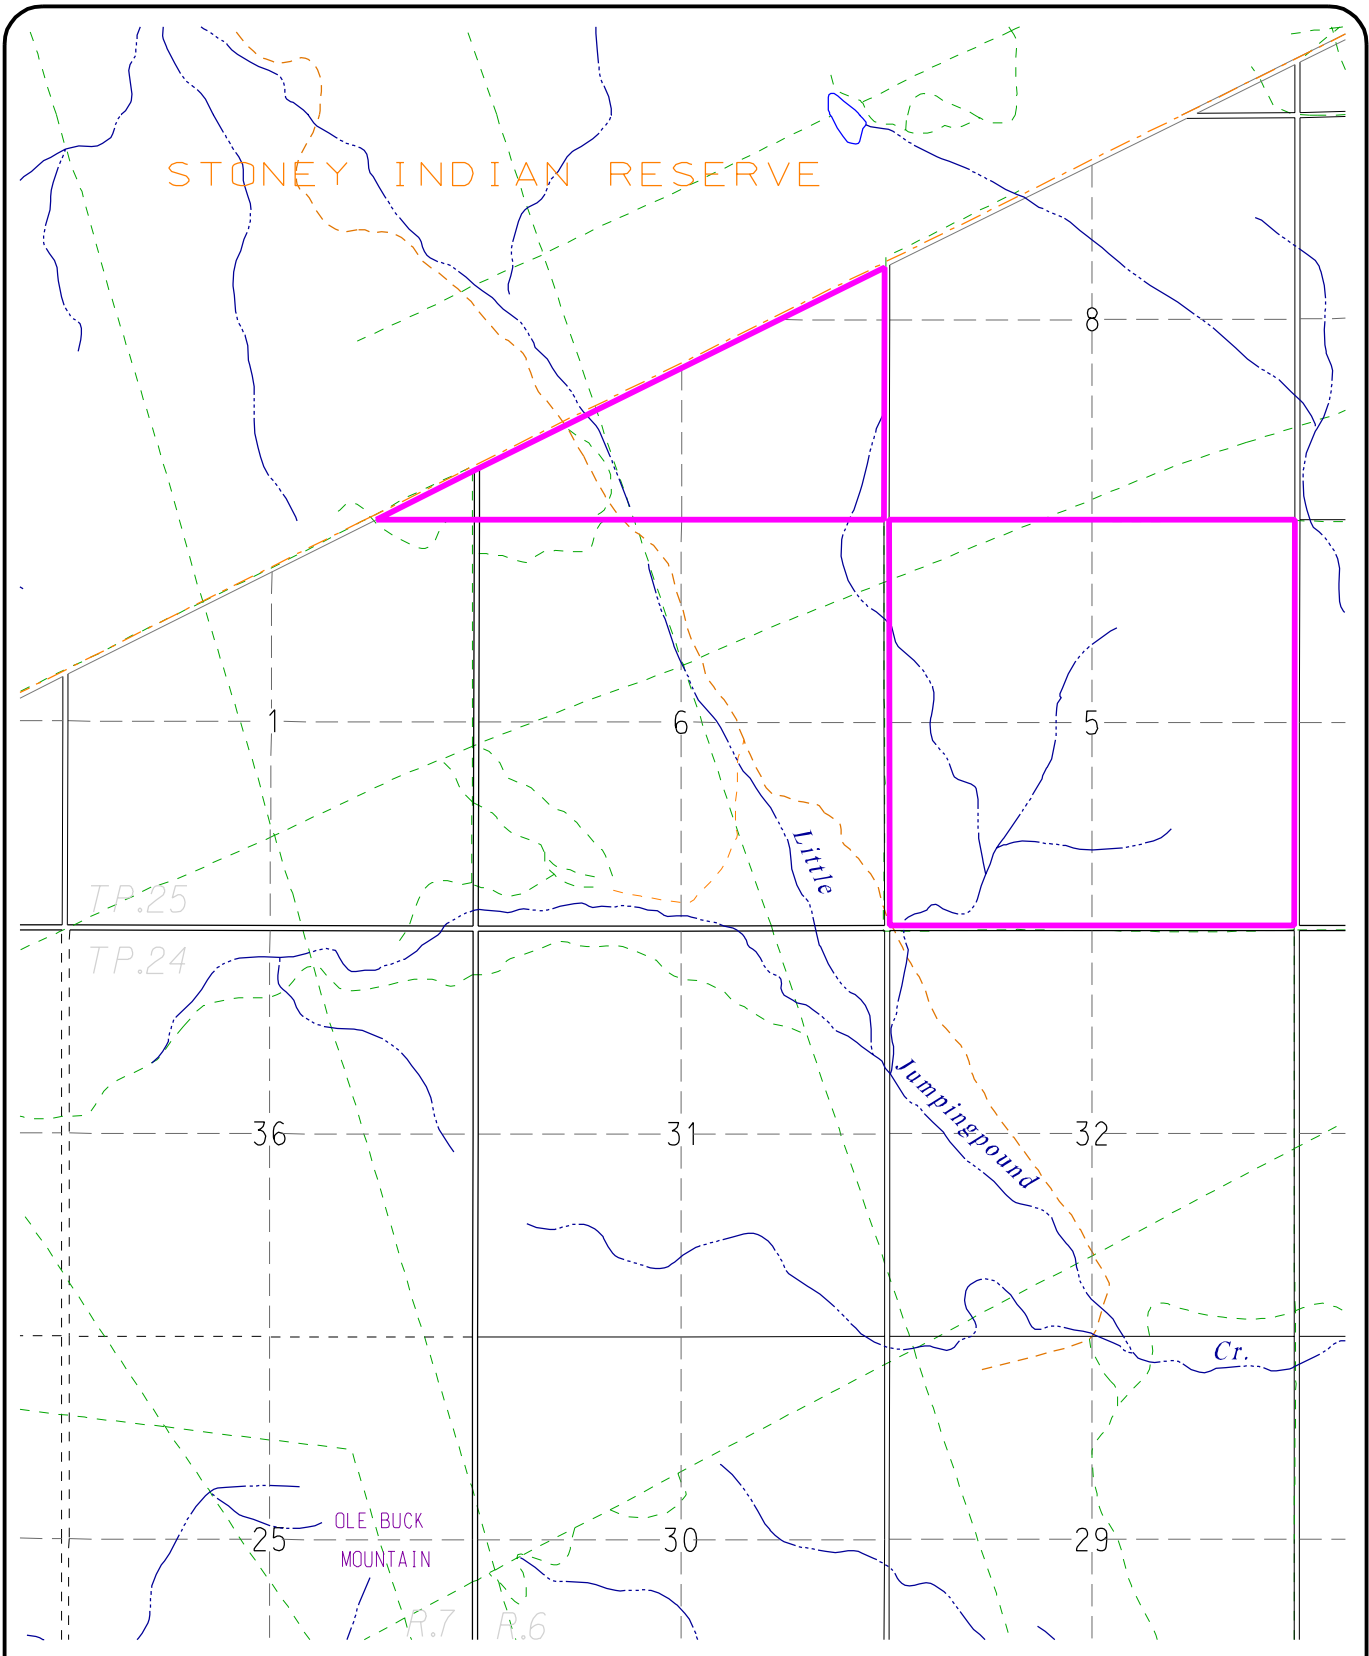 STONEY INDIAN RESERVE
8
1
6
5
Little
TP.25
TP.24
Jumpingpound
36
31
32
Cr.
OLE BUCK
MOUNTAIN
25
30
29
R.7
R.6